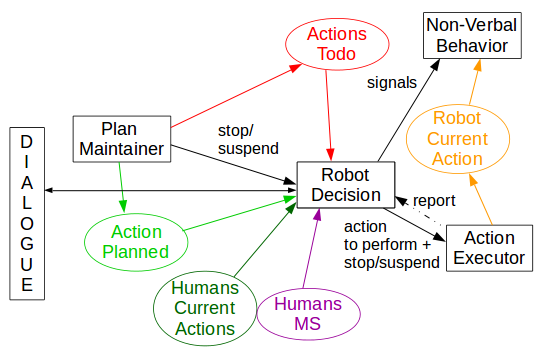 Actions
Todo
Non-Verbal
Behavior
signals
Plan
Maintainer
stop/
suspend
Robot
Current
Action
D
I
A
L
O
G
U
E
Robot
Decision
report
Action
Planned
action
to perform +
stop/suspend
Action
Executor
Humans
Current
Actions
Humans
MS